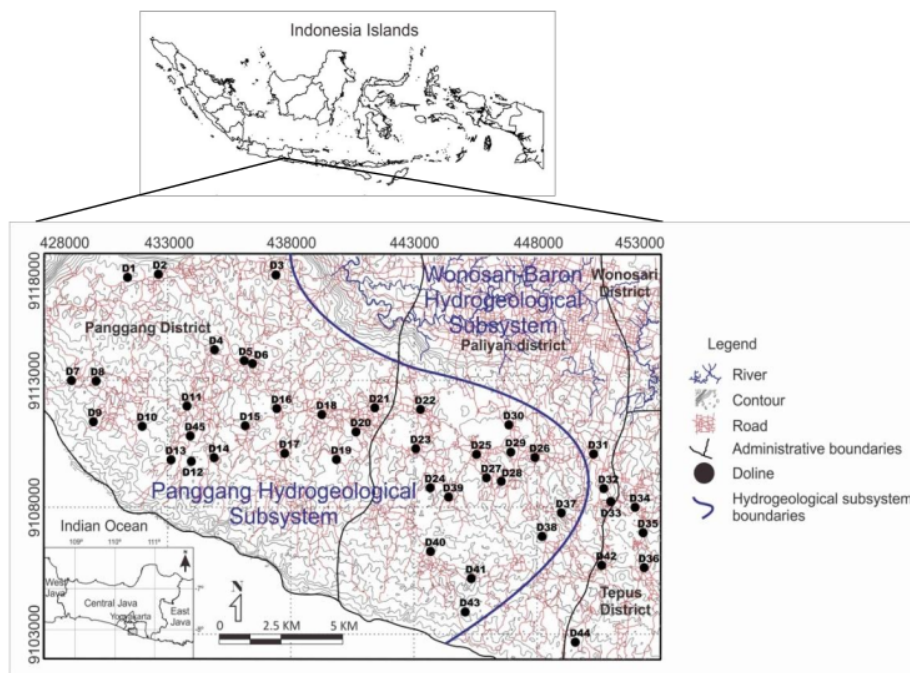 Indonesia Islands
428000
433000
438000
443000
448000
453000
9118000
9113000
9108000
9103000
D1
D2
D3
Wonosari-Baron
Hydrogeological
Subsystem
Wonosari
District
Panggang District
Paliyan district
D4
D5
D6
D7
D8
D9
D10
D11
D45
D12
D13
D14
D15
D16
D17
D18
D19
D20
D21
D22
D23
D24
D39
D25
D29
D26
D27
D28
D30
D31
D32
D33
D34
D35
D36
D37
D38
D40
D41
D42
D43
D44
Panggang Hydrogeological
Subsystem
Tepus
District
Indian Ocean
109°
110°
111°
7°
8°
West
Java
Central Java
Yogyakarta
East
Java
N
0 2.5 KM 5 KM
Legend
River
Contour
Road
Administrative boundaries
Doline
Hydrogeological subsystem
boundaries